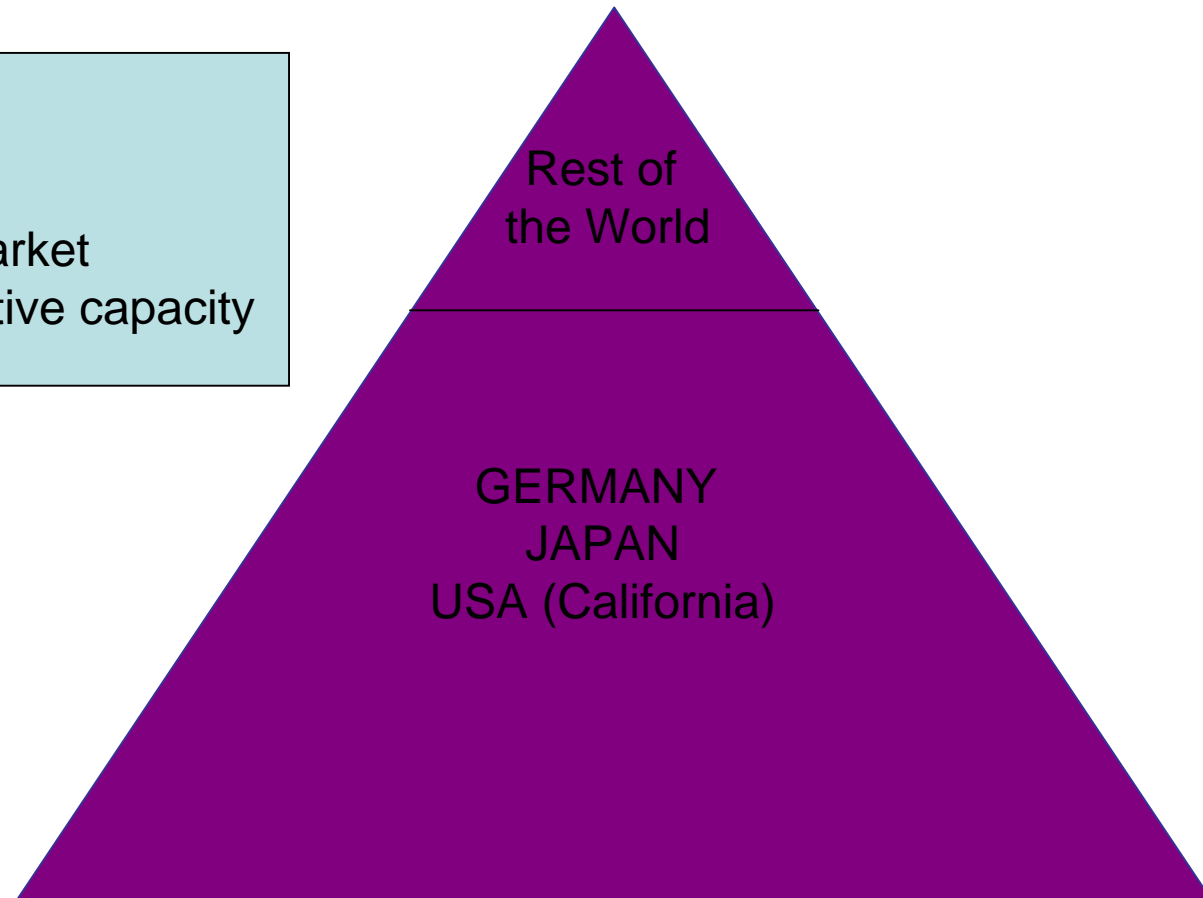 arket
tive capacity
Rest of
the World
GERMANY
JAPAN
USA (California)